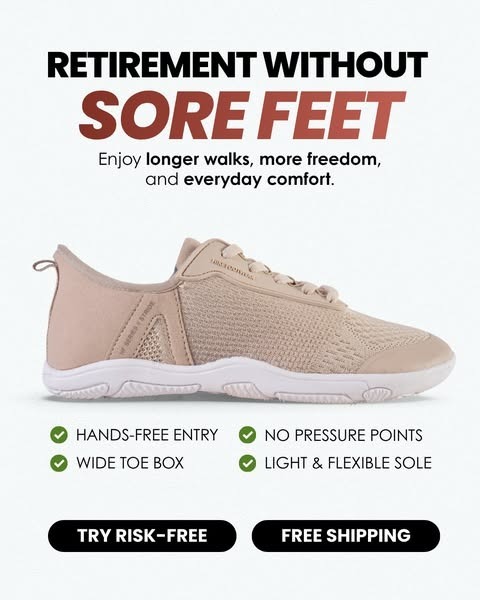 RETIREMENT WITHOUT
SORE FEET
Enjoy longer walks, more freedom,
and everyday comfort.
HANDS-FREE ENTRY
NO PRESSURE POINTS
WIDE TOE BOX
LIGHT & FLEXIBLE SOLE
TRY RISK-FREE
FREE SHIPPING